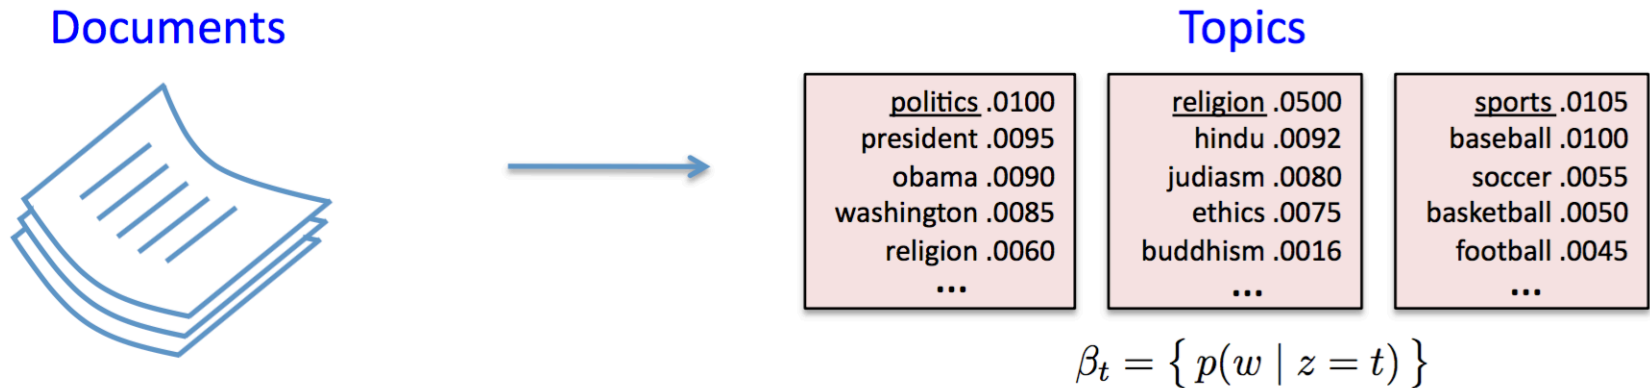 Documents
Topics
politics .0100
president .0095
obama .0090
washington .0085
religion .0060
...
religion .0500
hindu .0092
judiasm .0080
ethics .0075
buddhism .0016
...
sports .0105
baseball .0100
soccer .0055
basketball .0050
football .0045
...
βt = { p(w | z = t) }